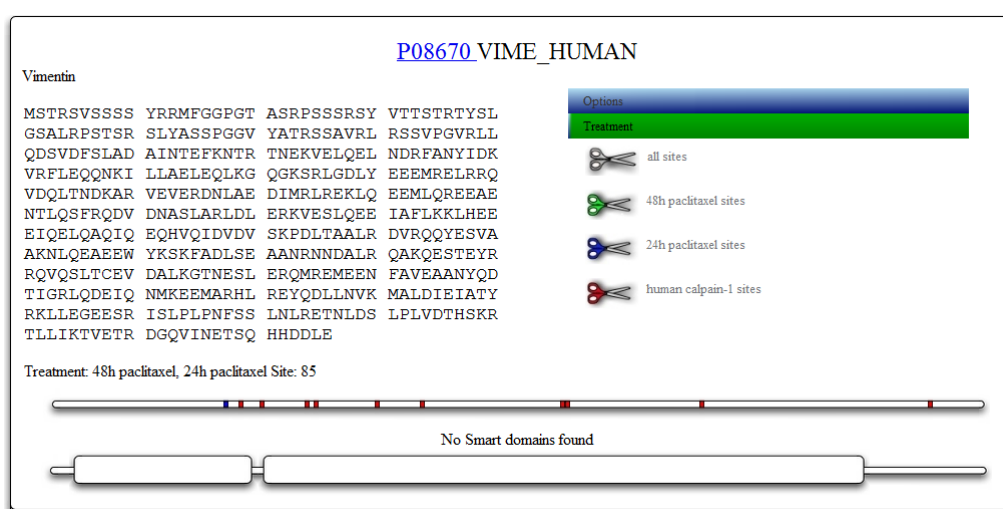 P08670 VIME_HUMAN
Vimentin
MSTRSVSSSS YRRMFGGPGT ASRPSSSRSY VTTSTRTYSL
GSALRPSTSR SLYASSPGGV YATRSSAVRL RSSVPGVRLL
QDSVDFSLAD AINTEFKNTR TNEKVELQEL NDRFANYIDK
VRFLEQQNKI LLAELEQLKG QGKSRLGDLY EEEMRELRRQ
VDQLTNDKAR VEVERDNLAE DIMRLREKLQ EEMLQREEAE
NTLQSFRQDV DNASLARLDL ERKVESLQEE IAFLKKLHEE
EIQELQAQIQ EQHVQIDVDV SKPDLTAALR DVRQQYESVA
AKNLQEAEEW YKSKFADLSE AANRNNDALR QAKQESTEYR
RQVQSLTCEV DALKGTNESL ERQMREMEEN FAVEAANYQD
TIGRLQDEIQ NMKEEMARHL REYQDLLNVK MALDIEIATY
RKLLEGEESR ISLPLPNFSS LNLRETNLDS LPLVDTHSKR
TLLIKTVETR DGQVINETSQ HHDDLE
Options
Treatment
all sites
48h paclitaxel sites
24h paclitaxel sites
human calpain-1 sites
Treatment: 48h paclitaxel, 24h paclitaxel Site: 85
No Smart domains found